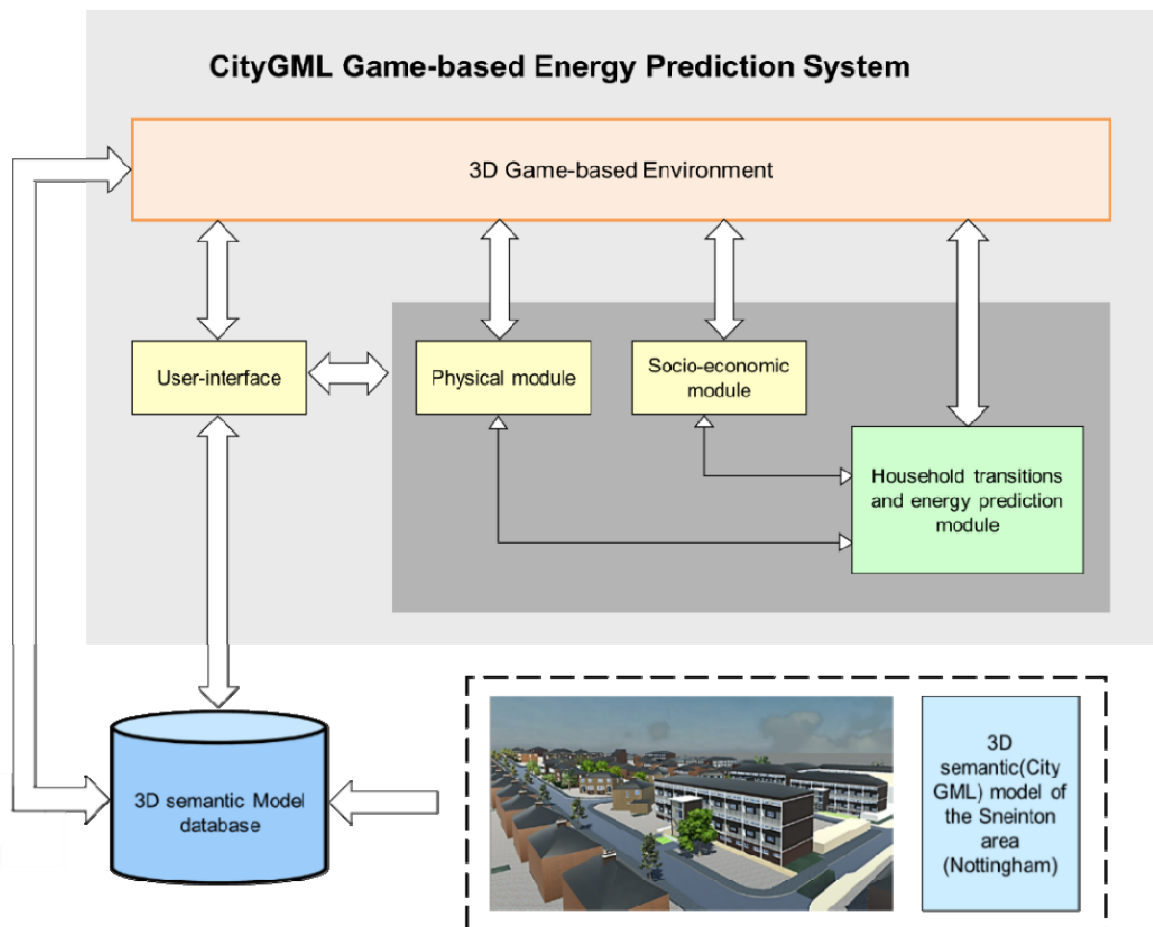 CityGML Game-based Energy Prediction System
3D Game-based Environment
User-interface
Physical module
Socio-economic
module
Household transitions
and energy prediction
module
3D semantic Model
database
3D
semantic(City
GML) model of
the Sneinton
area
(Nottingham)